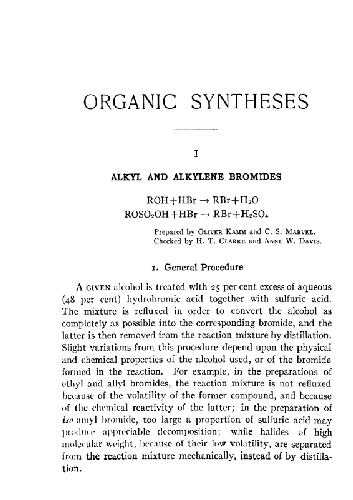 ORGANIC SYNTHESES
I
ALKYL AND ALKYLENE BROMIDES
ROH+HBr → RBr+H₂O
ROSO₂OH+HBr → RBr+H₂SO₄
Prepared by OLIVER KAMM and C. S. MARVEL.
Checked by H. T. CLARKE and ANNE W. DAVIS.
1. General Procedure
A GIVEN alcohol is treated with 25 per cent excess of aqueous
(48 per cent) hydrobromic acid together with sulfuric acid.
The mixture is refluxed in order to convert the alcohol as
completely as possible into the corresponding bromide, and the
latter is then removed from the reaction mixture by distillation.
Slight variations from this procedure depend upon the physical
and chemical properties of the alcohol used, or of the bromide
formed in the reaction. For example, in the preparations of
ethyl and allyl bromides, the reaction mixture is not refluxed
because of the volatility of the former compound, and because
of the chemical reactivity of the latter; in the preparation of
iso amyl bromide, too large a proportion of sulfuric acid may
produce appreciable decomposition; while halides of high
molecular weight, because of their low volatility, are separated
from the reaction mixture mechanically, instead of by distilla-
tion.